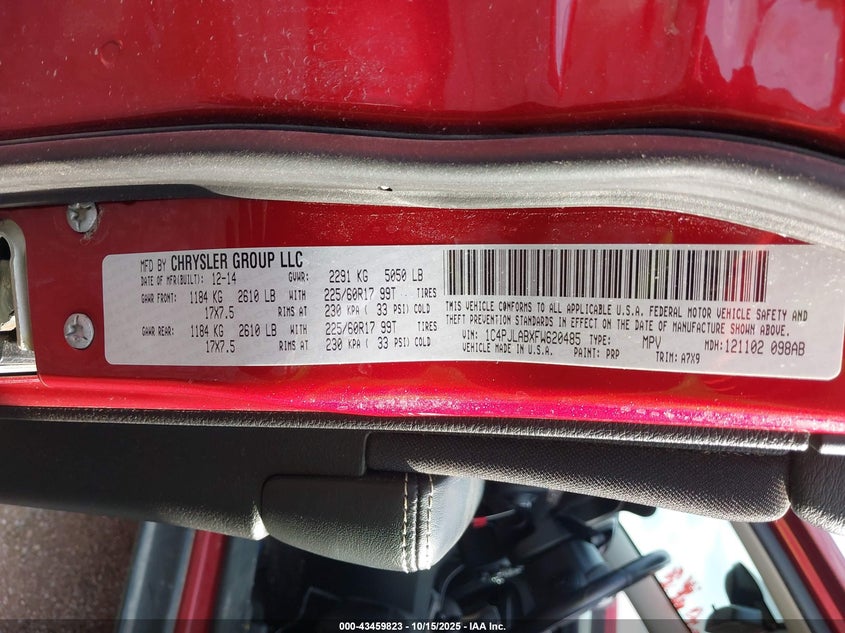 MFD BY CHRYSLER GROUP LLC
DATE OF MFR(BUILT): 12-14 GVWR: 2291 KG 5050 LB
GAWR FRONT: 1184 KG 2610 LB WITH 225/60R17 99T TIRES
17X7.5 RIMS AT 230 KPA ( 33 PSI) COLD
GAWR REAR: 1184 KG 2610 LB WITH 225/60R17 99T TIRES
17X7.5 RIMS AT 230 KPA ( 33 PSI) COLD
THIS VEHICLE CONFORMS TO ALL APPLICABLE U.S.A. FEDERAL MOTOR VEHICLE SAFETY AND
THEFT PREVENTION STANDARDS IN EFFECT ON THE DATE OF MANUFACTURE SHOWN ABOVE.
VIN: 1C4PJLABXFW620485 TYPE: MPV MDH: 121102 098AB
VEHICLE MADE IN U.S.A. PAINT: PRP TRIM: A7X9
000-43459823 - 10/15/2025 - IAA Inc.